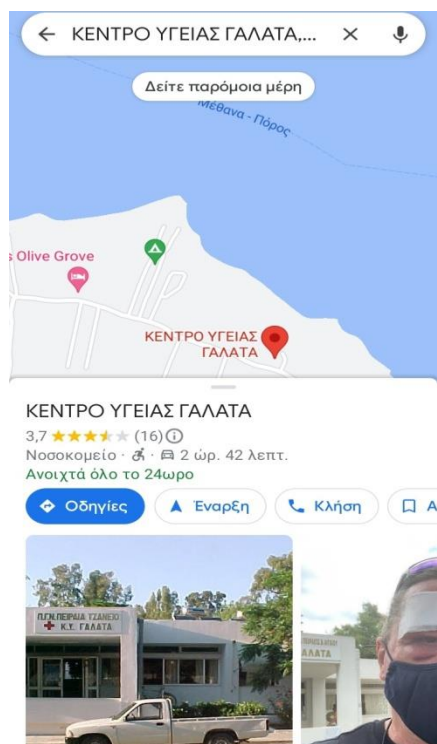 ΚΕΝΤΡΟ ΥΓΕΙΑΣ ΓΑΛΑΤΑ,...
Δείτε παρόμοια μέρη
Μέθανα - Πόρος
s Olive Grove
ΚΕΝΤΡΟ ΥΓΕΙΑΣ
ΓΑΛΑΤΑ
ΚΕΝΤΡΟ ΥΓΕΙΑΣ ΓΑΛΑΤΑ
3,7 (16)
Νοσοκομείο · 2 ώρ. 42 λεπτ.
Ανοιχτά όλο το 24ωρο
Οδηγίες Έναρξη Κλήση Α
Π.Γ.Ν.ΠΕΙΡΑΙΑ ΤΖΑΝΕΙΟ
Κ.Υ. ΓΑΛΑΤΑ
ΑΛΑΤΑ